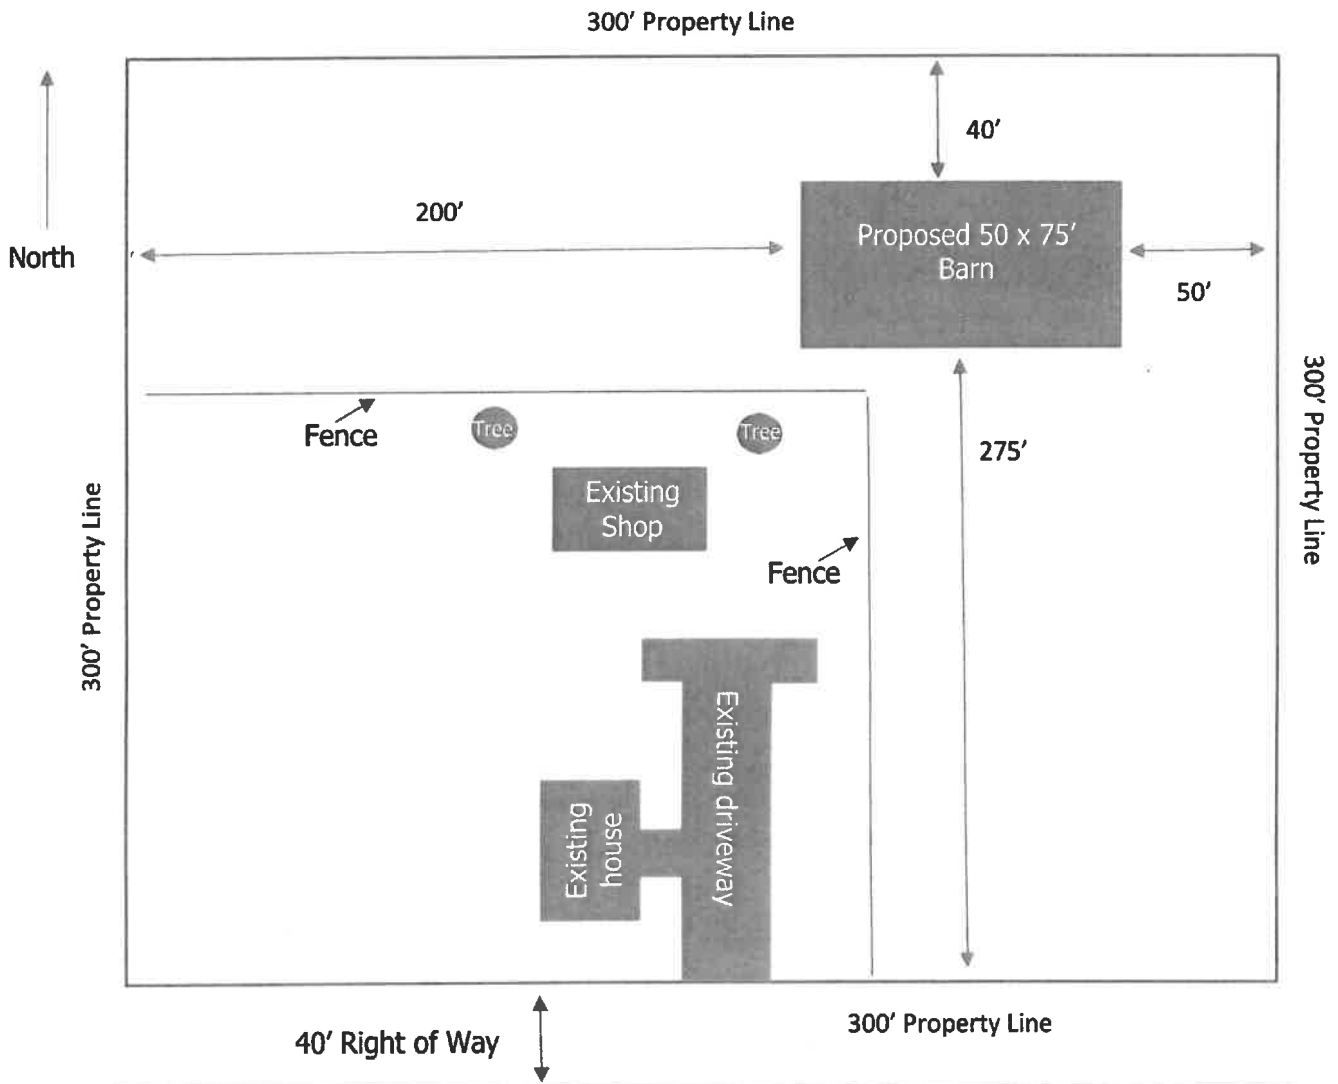 300' Property Line
40'
200'
Proposed 50 x 75'
Barn
North
50'
Fence
Tree
Tree
275'
Existing
Shop
Fence
300' Property Line
300' Property Line
Existing driveway
Existing
house
300' Property Line
40' Right of Way